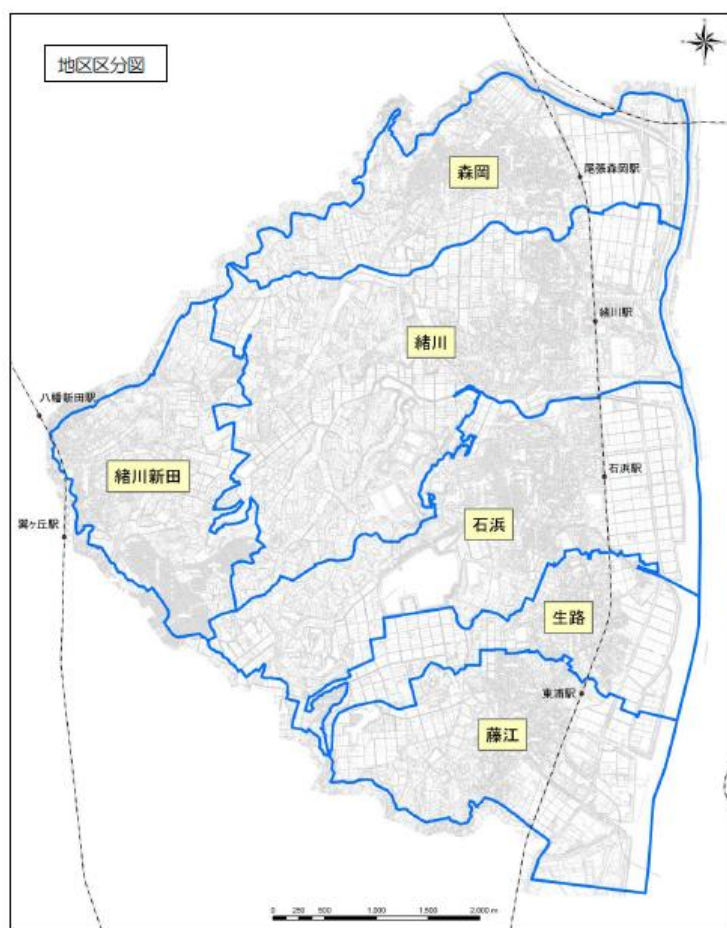 地区区分図
森岡
尾張森岡駅
緒川
緒川駅
八幡新田駅
緒川新田
巽ヶ丘駅
石浜駅
石浜
生路
東浦駅
藤江
0 250 500 1,000 1,500 2,000 m